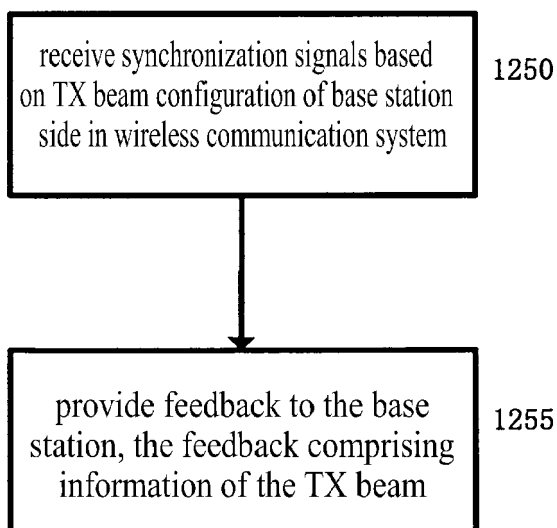 receive synchronization signals based
on TX beam configuration of base station
side in wireless communication system
1250
provide feedback to the base
station, the feedback comprising
information of the TX beam
1255